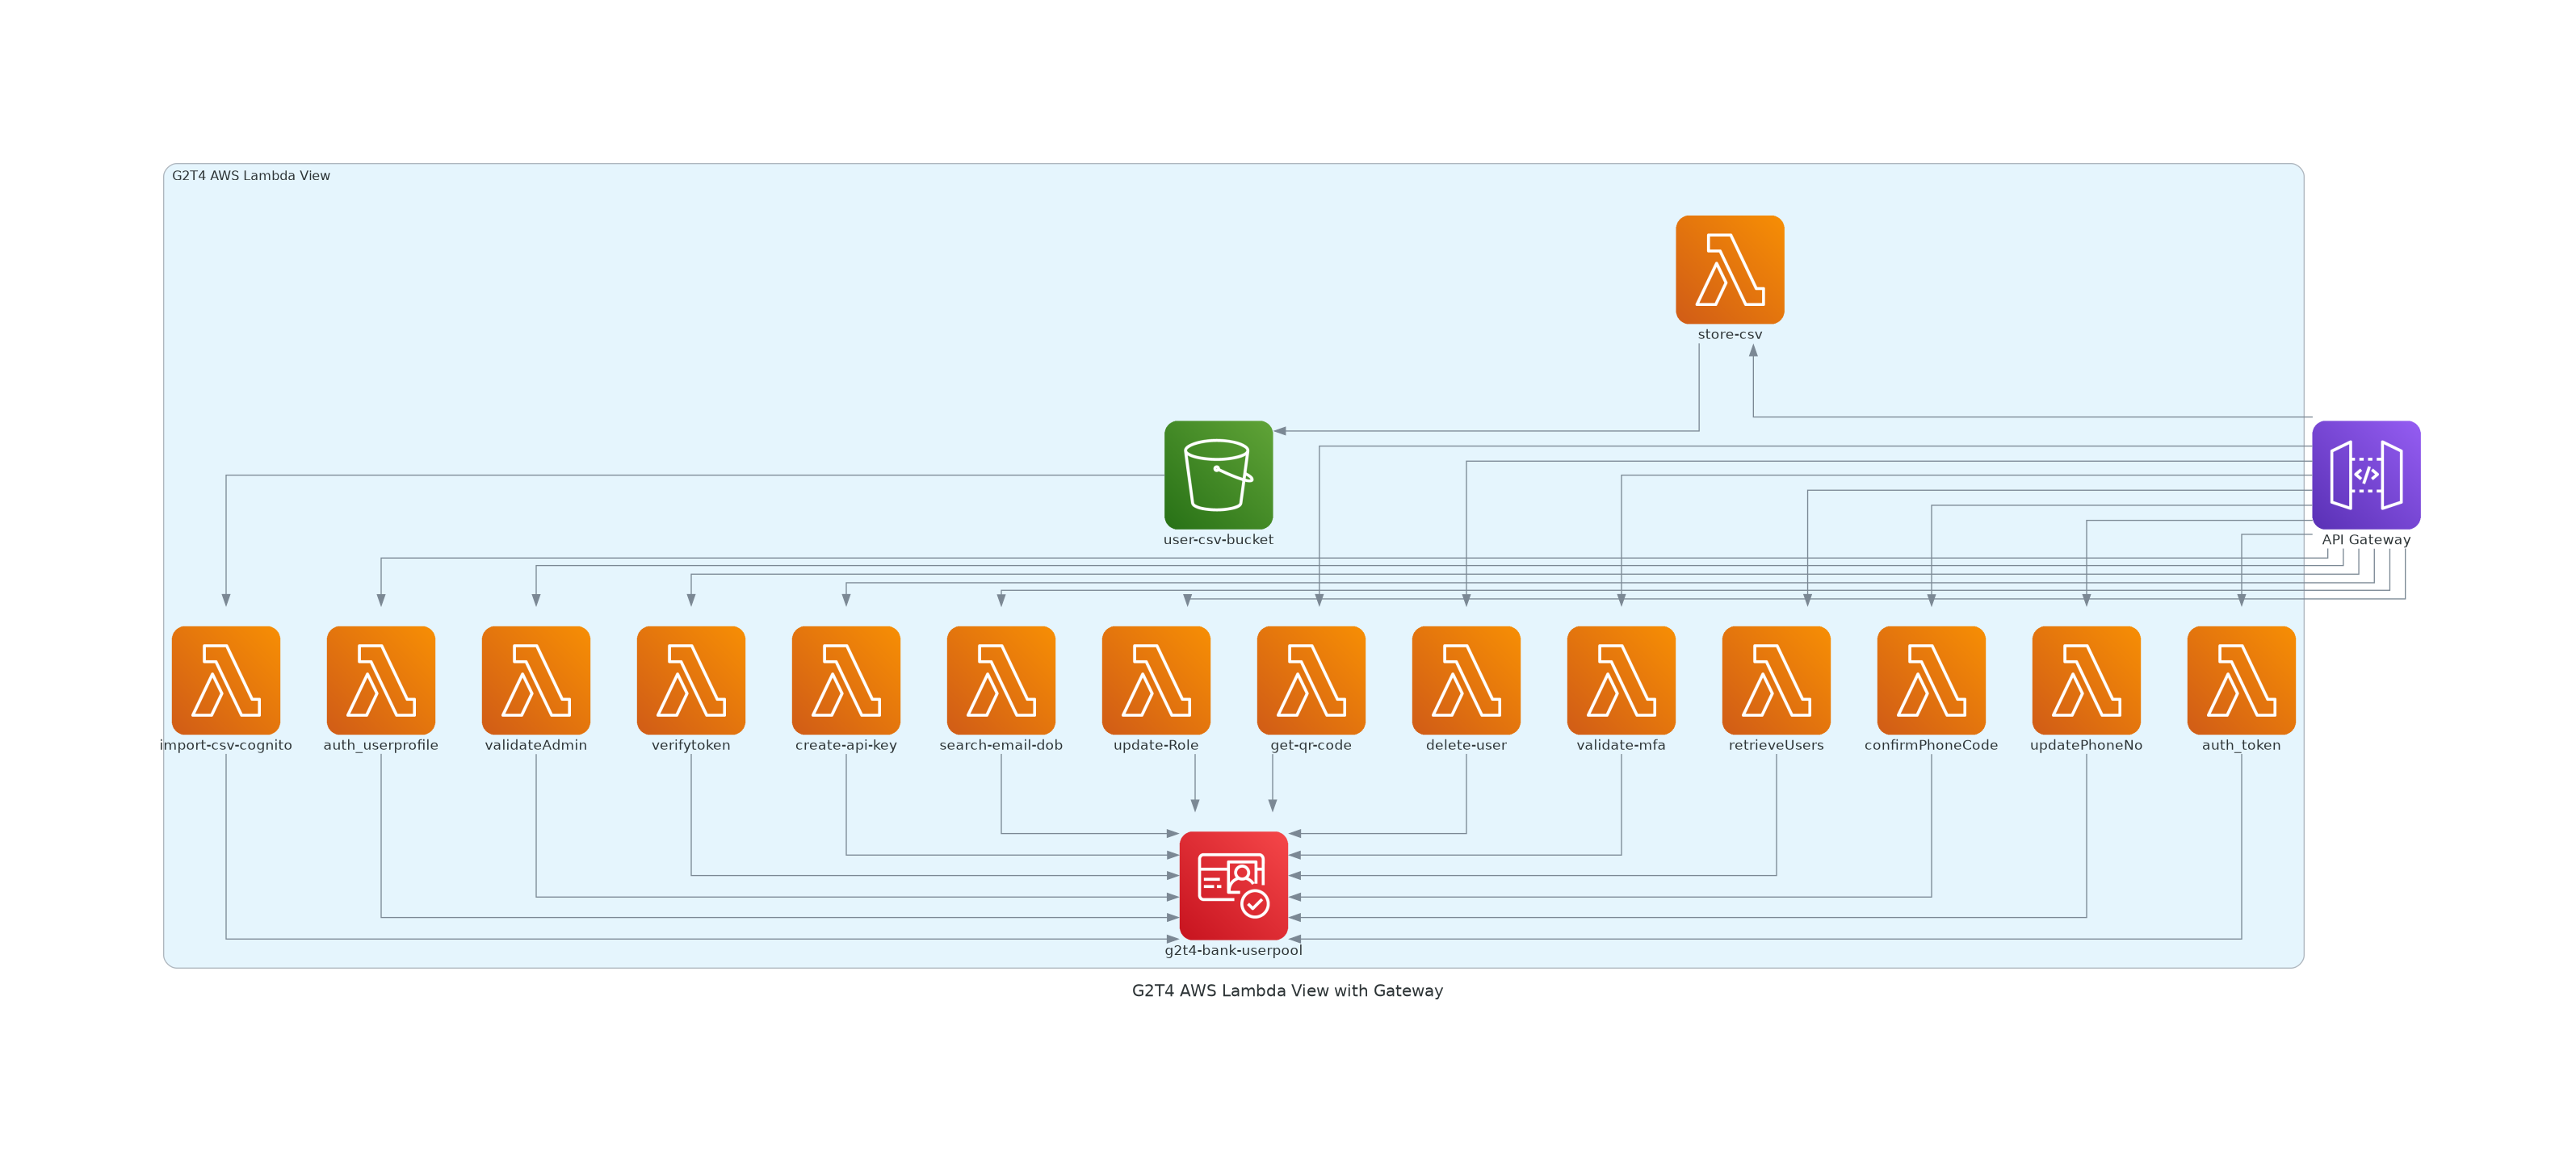 G2T4 AWS Lambda View
store-csv
user-csv-bucket
API Gateway
import-csv-cognito
auth_userprofile
validateAdmin
verifytoken
create-api-key
search-email-dob
update-Role
get-qr-code
delete-user
validate-mfa
retrieveUsers
confirmPhoneCode
updatePhoneNo
auth_token
g2t4-bank-userpool
G2T4 AWS Lambda View with Gateway